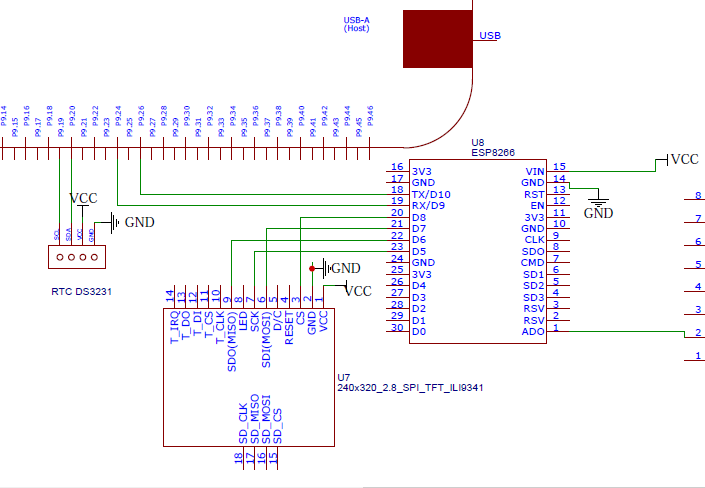 USB-A
(Host)
USB
P9.14
P9.15
P9.16
P9.17
P9.18
P9.19
P9.20
P9.21
P9.22
P9.23
P9.24
P9.25
P9.26
P9.27
P9.28
P9.29
P9.30
P9.31
P9.32
P9.33
P9.34
P9.35
P9.36
P9.37
P9.38
P9.39
P9.40
P9.41
P9.42
P9.43
P9.44
P9.45
P9.46
U8
ESP8266
16 3V3
17 GND
18 TX/D10
19 RX/D9
20 D8
21 D7
22 D6
23 D5
24 GND
25 3V3
26 D4
27 D3
28 D2
29 D1
30 D0
VIN 15
GND 14
RST 13
EN 12
3V3 11
GND 10
CLK 9
SDO 8
CMD 7
SD1 6
SD2 5
SD3 4
RSV 3
RSV 2
ADO 1
VCC
GND
8
7
6
5
4
3
2
1
VCC
GND
SCL
SDA
VCC
GND
RTC DS3231
GND
VCC
14 T_IRQ
13 T_DO
12 T_DI
11 T_CS
10 T_CLK
9 SDO(MISO)
8 LED
7 SCK
6 SDI(MOSI)
5 D/C
4 RESET
3 CS
2 GND
1 VCC
U7
240x320_2.8_SPI_TFT_ILI9341
18 SD_CLK
17 SD_MISO
16 SD_MOSI
15 SD_CS